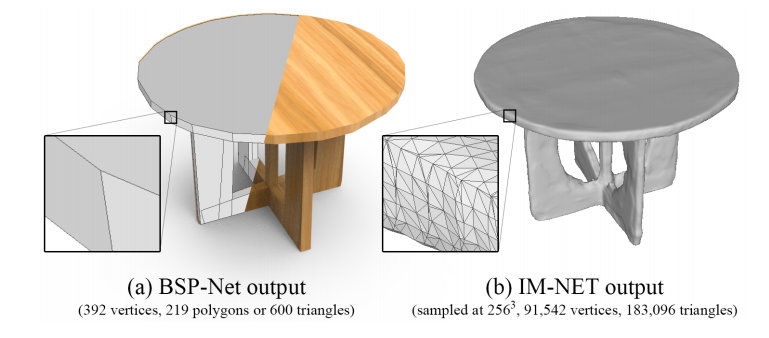 (a) BSP-Net output
(392 vertices, 219 polygons or 600 triangles)
(b) IM-NET output
(sampled at 256³, 91,542 vertices, 183,096 triangles)